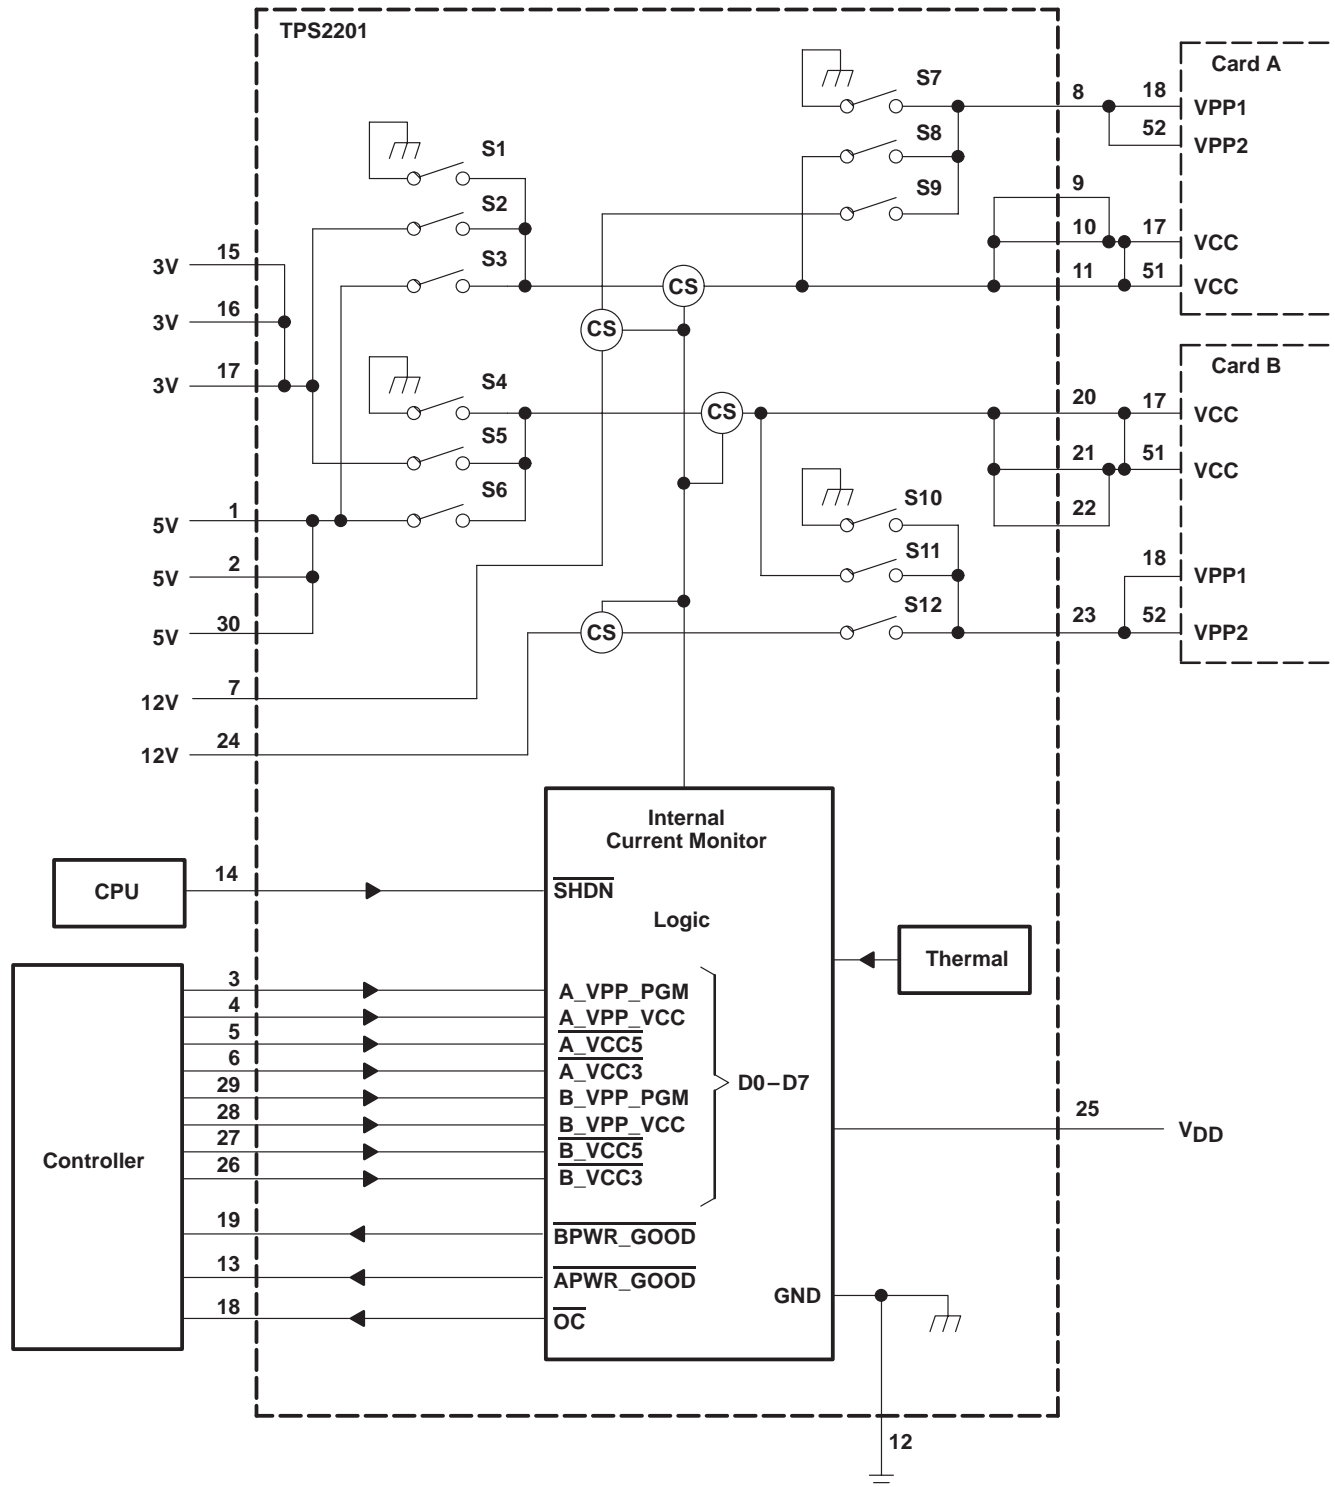 TPS2201
Card A
S7
8
18
VPP1
52
VPP2
S8
S1
S9
9
S2
10
17
VCC
3V
15
S3
11
51
VCC
CS
3V
16
CS
3V
17
Card B
S4
20
17
VCC
CS
S5
21
51
VCC
S6
22
5V
1
S10
5V
2
S11
18
VPP1
5V
30
S12
23
52
VPP2
CS
12V
7
12V
24
Internal
Current Monitor
CPU
14
SHDN
Logic
Thermal
Controller
3
A_VPP_PGM
4
A_VPP_VCC
5
A_VCC5
6
A_VCC3
29
B_VPP_PGM
28
B_VPP_VCC
27
B_VCC5
26
B_VCC3
D0–D7
25
VDD
19
BPWR_GOOD
13
APWR_GOOD
18
OC
GND
12